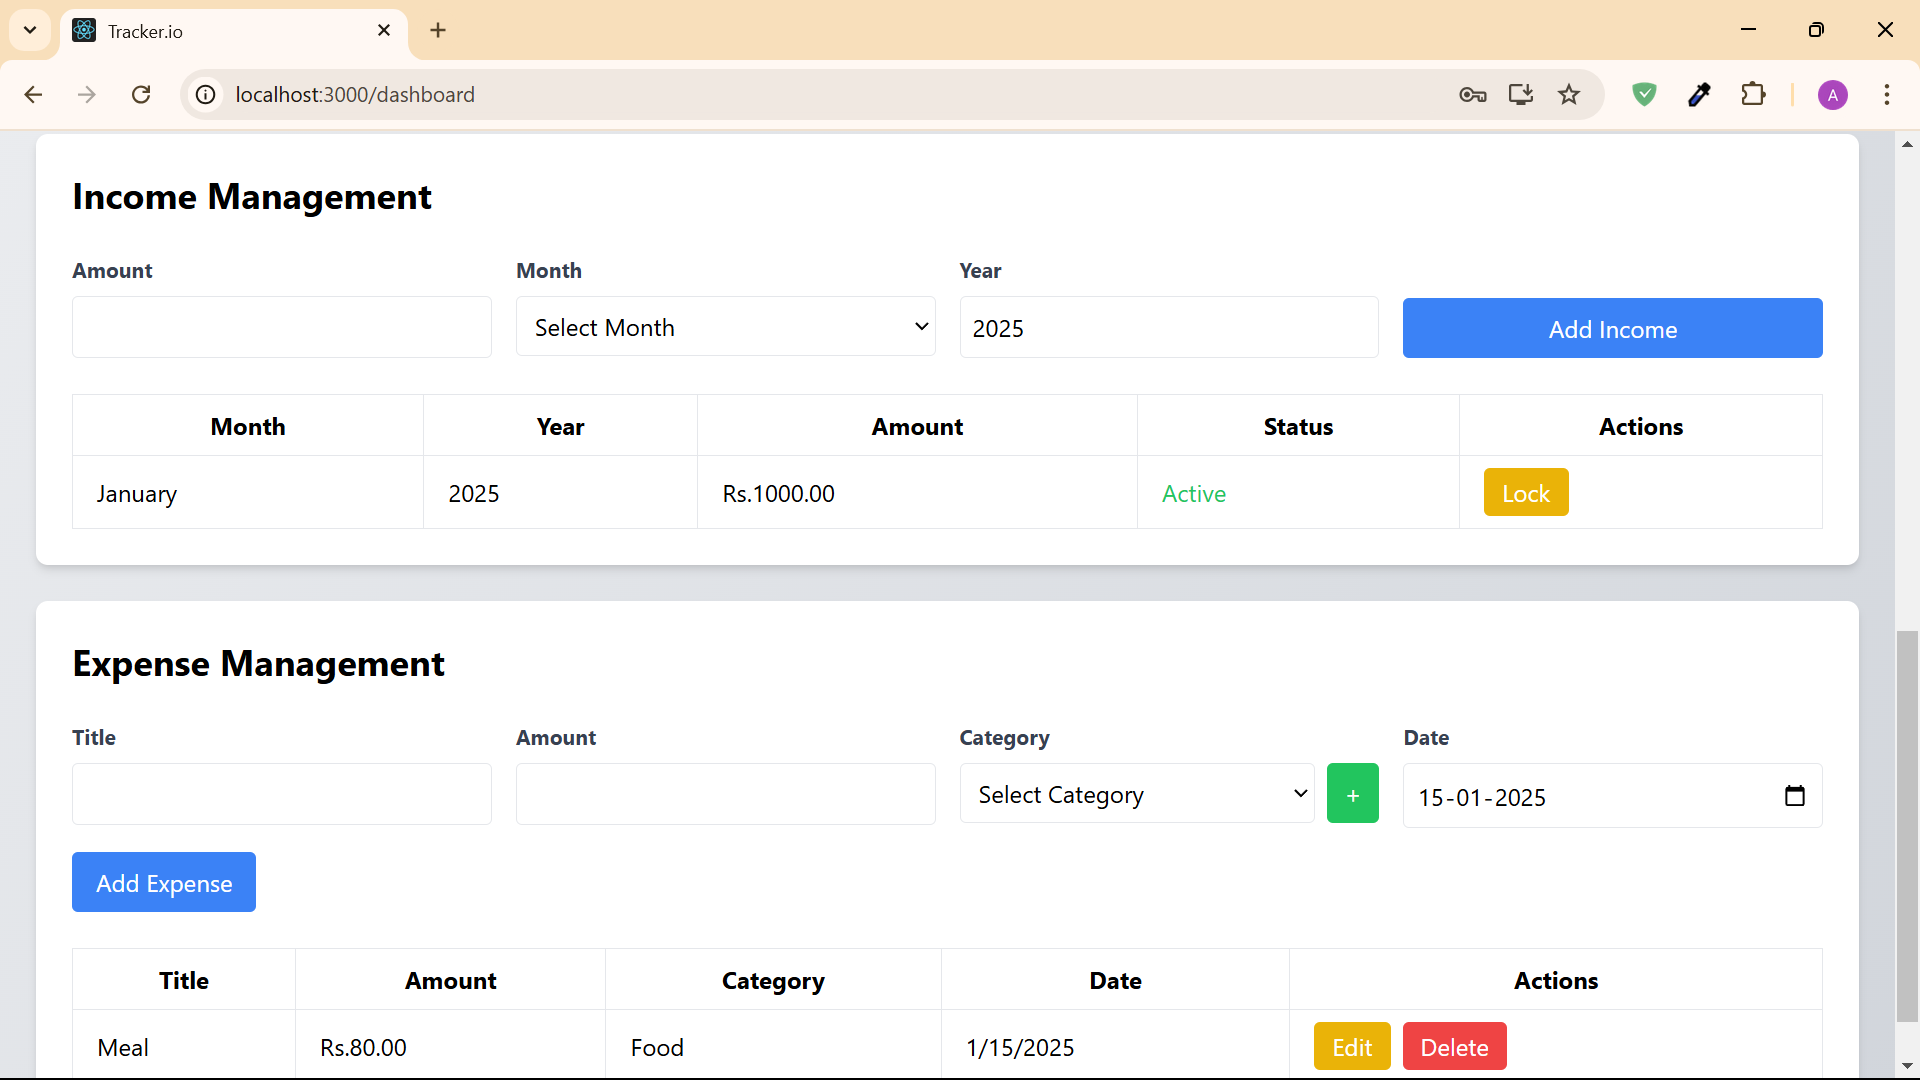 Tracker.io
localhost:3000/dashboard
A
Income Management
Amount Month Year
Select Month 2025 Add Income
Month Year Amount Status Actions
January 2025 Rs.1000.00 Active Lock
Expense Management
Title Amount Category Date
Select Category + 15-01-2025
Add Expense
Title Amount Category Date Actions
Meal Rs.80.00 Food 1/15/2025 Edit Delete